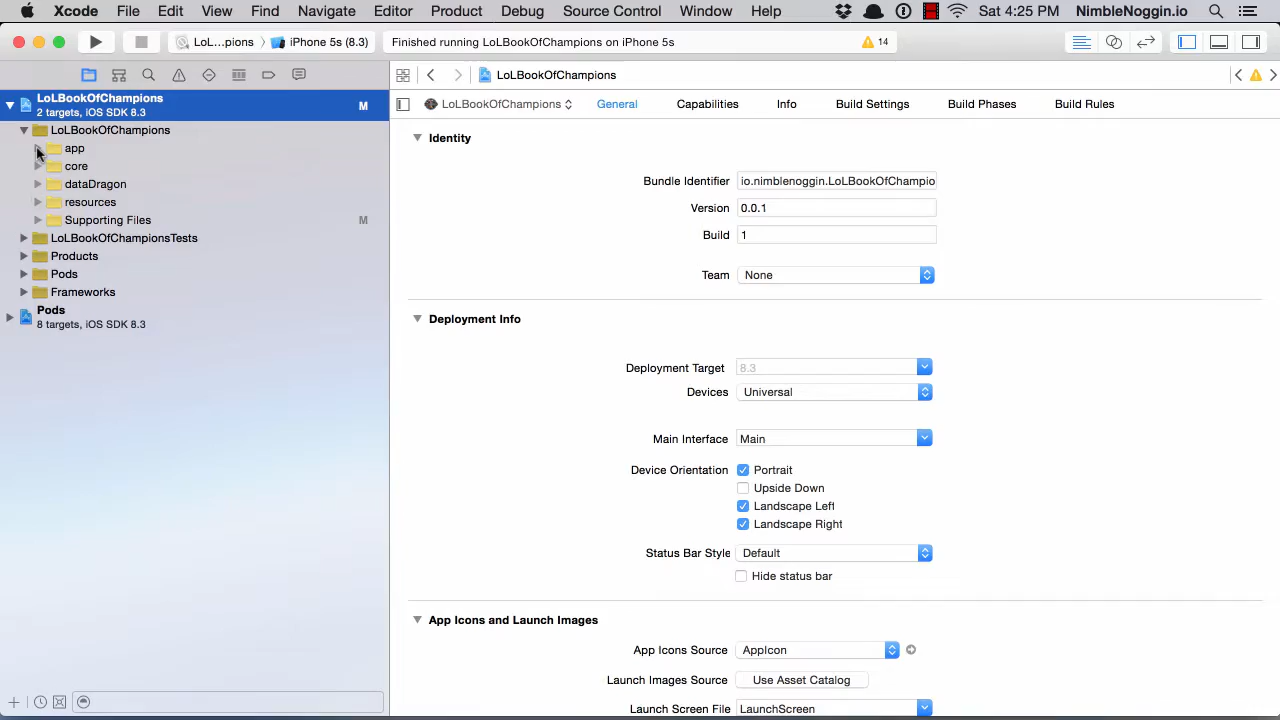 Xcode File Edit View Find Navigate Editor Product Debug Source Control Window Help Sat 4:25 PM NimbleNoggin.io
LoL...pions iPhone 5s (8.3) Finished running LoLBookOfChampions on iPhone 5s 14
LoLBookOfChampions
LoLBookOfChampions M
2 targets, iOS SDK 8.3
LoLBookOfChampions General Capabilities Info Build Settings Build Phases Build Rules
LoLBookOfChampions
app
core
dataDragon
resources
Supporting Files M
LoLBookOfChampionsTests
Products
Pods
Frameworks
Pods
8 targets, iOS SDK 8.3
Identity
Bundle Identifier io.nimblenoggin.LoLBookOfChampio
Version 0.0.1
Build 1
Team None
Deployment Info
Deployment Target 8.3
Devices Universal
Main Interface Main
Device Orientation Portrait
Upside Down
Landscape Left
Landscape Right
Status Bar Style Default
Hide status bar
App Icons and Launch Images
App Icons Source AppIcon
Launch Images Source Use Asset Catalog
Launch Screen File LaunchScreen